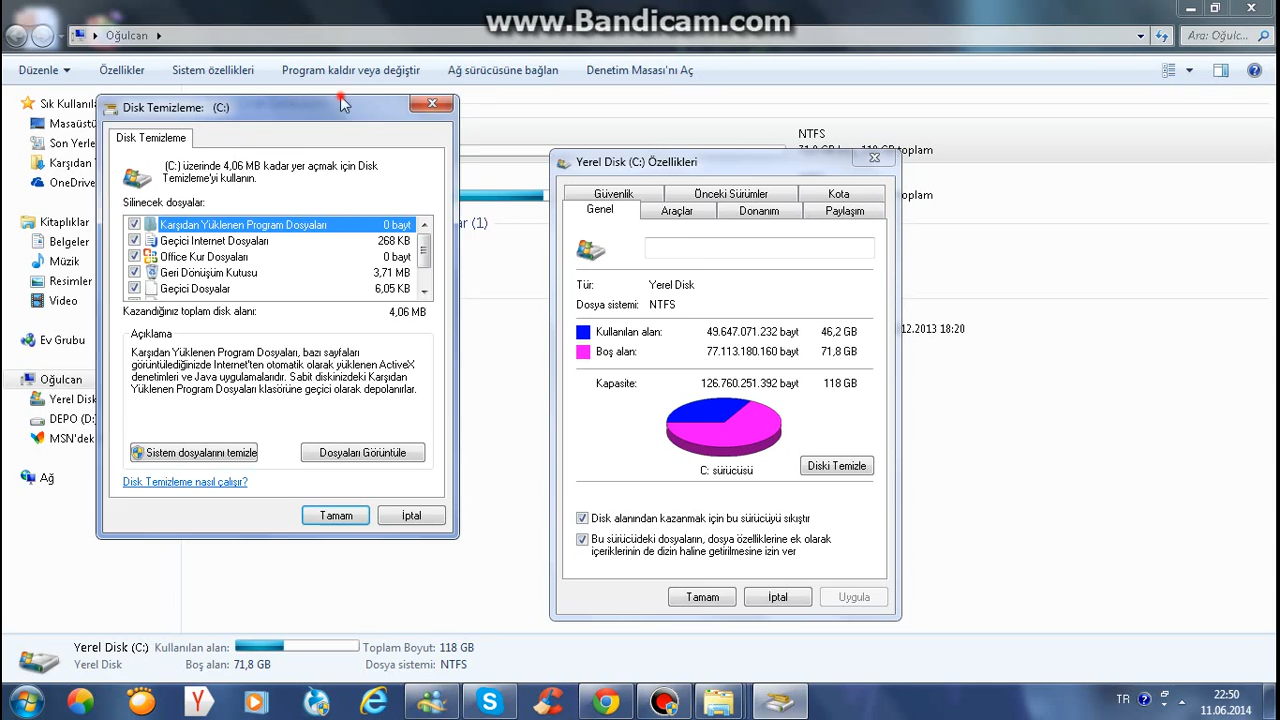 www.Bandicam.com
Oğulcan
Ara: Oğulc...
Düzenle Özellikler Sistem özellikleri Program kaldır veya değiştir Ağ sürücüsüne bağlan Denetim Masası'nı Aç
Sık Kullanıla
Masaüstü
Son Yerle
Karşıdan Y
OneDrive
Kitaplıklar
Belgeler
Müzik
Resimler
Video
Ev Grubu
Oğulcan
Yerel Disk
DEPO (D:
MSN'dek
Ağ
NTFS
toplam
toplam
ar (1)
12.2013 18:20
Disk Temizleme: (C:)
Disk Temizleme
(C:) üzerinde 4,06 MB kadar yer açmak için Disk
Temizleme'yi kullanın.
Silinecek dosyalar:
Karşıdan Yüklenen Program Dosyaları 0 bayt
Geçici Internet Dosyaları 268 KB
Office Kur Dosyaları 0 bayt
Geri Dönüşüm Kutusu 3,71 MB
Geçici Dosyalar 6,05 KB
Kazandığınız toplam disk alanı: 4,06 MB
Açıklama
Karşıdan Yüklenen Program Dosyaları, bazı sayfaları
görüntülediğinizde Internet'ten otomatik olarak yüklenen ActiveX
denetimleri ve Java uygulamalarıdır. Sabit diskinizdeki Karşıdan
Yüklenen Program Dosyaları klasörüne geçici olarak depolanırlar.
Sistem dosyalarını temizle Dosyaları Görüntüle
Disk Temizleme nasıl çalışır?
Tamam İptal
Yerel Disk (C:) Özellikleri
Güvenlik Önceki Sürümler Kota
Genel Araçlar Donanım Paylaşım
Tür: Yerel Disk
Dosya sistemi: NTFS
Kullanılan alan: 49.647.071.232 bayt 46,2 GB
Boş alan: 77.113.180.160 bayt 71,8 GB
Kapasite: 126.760.251.392 bayt 118 GB
C: sürücüsü
Diski Temizle
Disk alanından kazanmak için bu sürücüyü sıkıştır
Bu sürücüdeki dosyaların, dosya özelliklerine ek olarak
içeriklerinin de dizin haline getirilmesine izin ver
Tamam İptal Uygula
Yerel Disk (C:) Kullanılan alan: Toplam Boyut: 118 GB
Yerel Disk Boş alan: 71,8 GB Dosya sistemi: NTFS
TR
22:50
11.06.2014